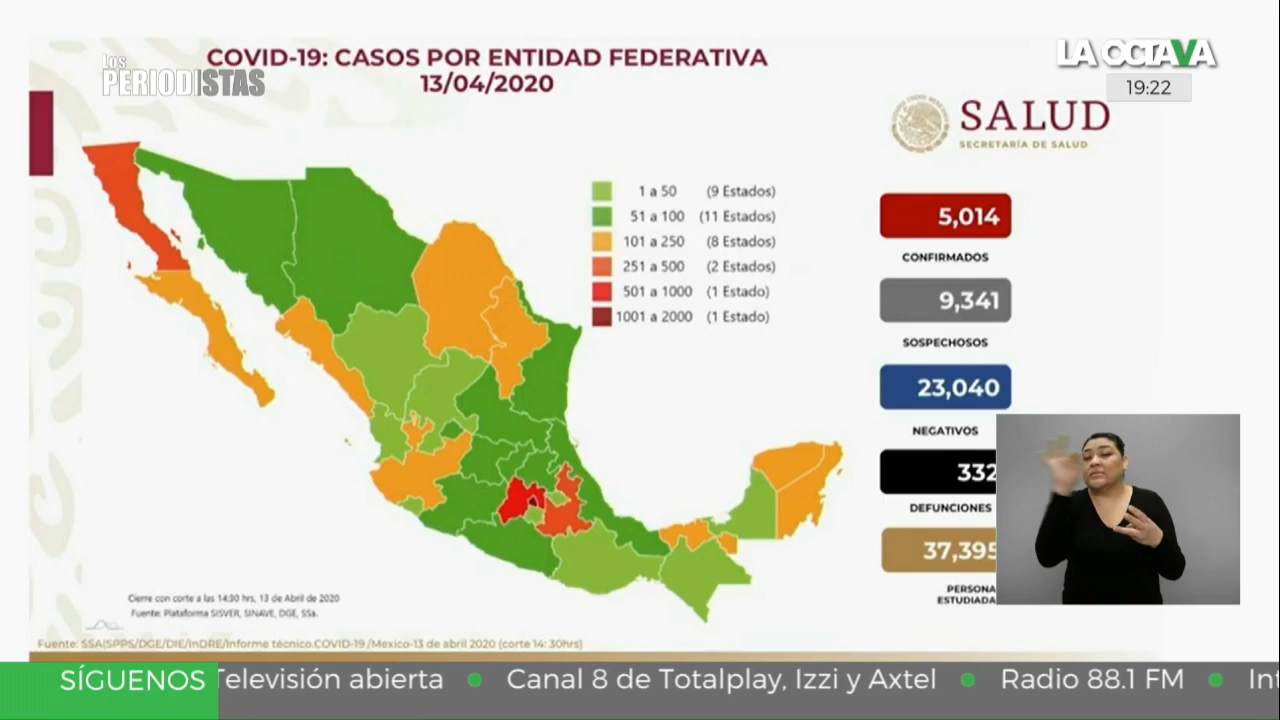 COVID-19: CASOS POR ENTIDAD FEDERATIVA
13/04/2020
Los
PERIODISTAS
LA OCTAVA
19:22
SALUD
SECRETARÍA DE SALUD
1 a 50 (9 Estados)
51 a 100 (11 Estados)
101 a 250 (8 Estados)
251 a 500 (2 Estados)
501 a 1000 (1 Estado)
1001 a 2000 (1 Estado)
5,014
CONFIRMADOS
9,341
SOSPECHOSOS
23,040
NEGATIVOS
332
DEFUNCIONES
37,395
PERSONA
ESTUDIADA
Cierre con corte a las 14:30 hrs, 13 de Abril de 2020
Fuente: Plataforma SISVER, SINAVE, DGE, SSa.
Fuente: SSA(SPPS/DGE/DIE/InDRE/Informe técnico.COVID-19 /Mexico-13 de abril 2020 (corte 14: 30hrs)
SÍGUENOS Televisión abierta • Canal 8 de Totalplay, Izzi y Axtel • Radio 88.1 FM • Int